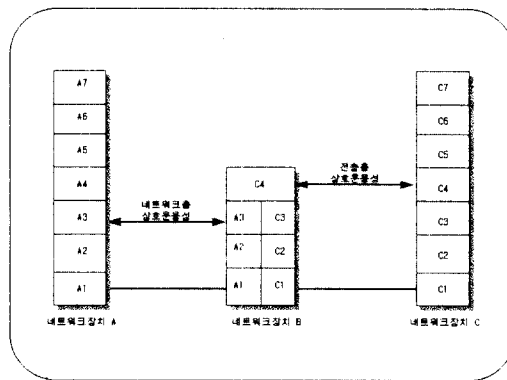 A7
A6
A5
A4
A3
A2
A1
네트워크장치 A
네트워크층
상호운용성
C4
A3 C3
A2 C2
A1 C1
네트워크장치 B
전송층
상호운용성
C7
C6
C5
C4
C3
C2
C1
네트워크장치 C